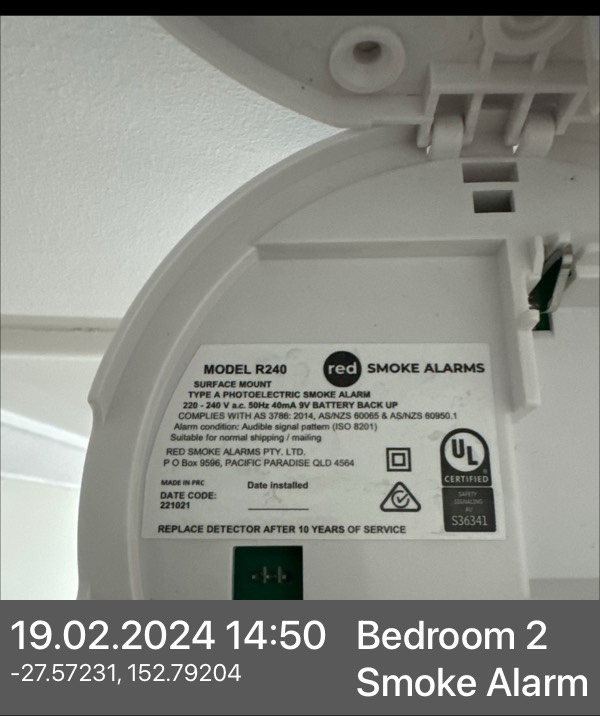 MODEL R240
red SMOKE ALARMS
SURFACE MOUNT
TYPE A PHOTOELECTRIC SMOKE ALARM
220 - 240 V a.c. 50Hz 40mA 9V BATTERY BACK UP
COMPLIES WITH AS 3786: 2014, AS/NZS 60065 & AS/NZS 60950.1
Alarm condition: Audible signal pattern (ISO 8201)
Suitable for normal shipping / mailing
RED SMOKE ALARMS PTY. LTD.
P O Box 9596, PACIFIC PARADISE QLD 4564
MADE IN PRC
DATE CODE:
221021
Date installed
UL
CERTIFIED
SAFETY
SIGNALING
AU
S36341
REPLACE DETECTOR AFTER 10 YEARS OF SERVICE
19.02.2024 14:50
-27.57231, 152.79204
Bedroom 2
Smoke Alarm